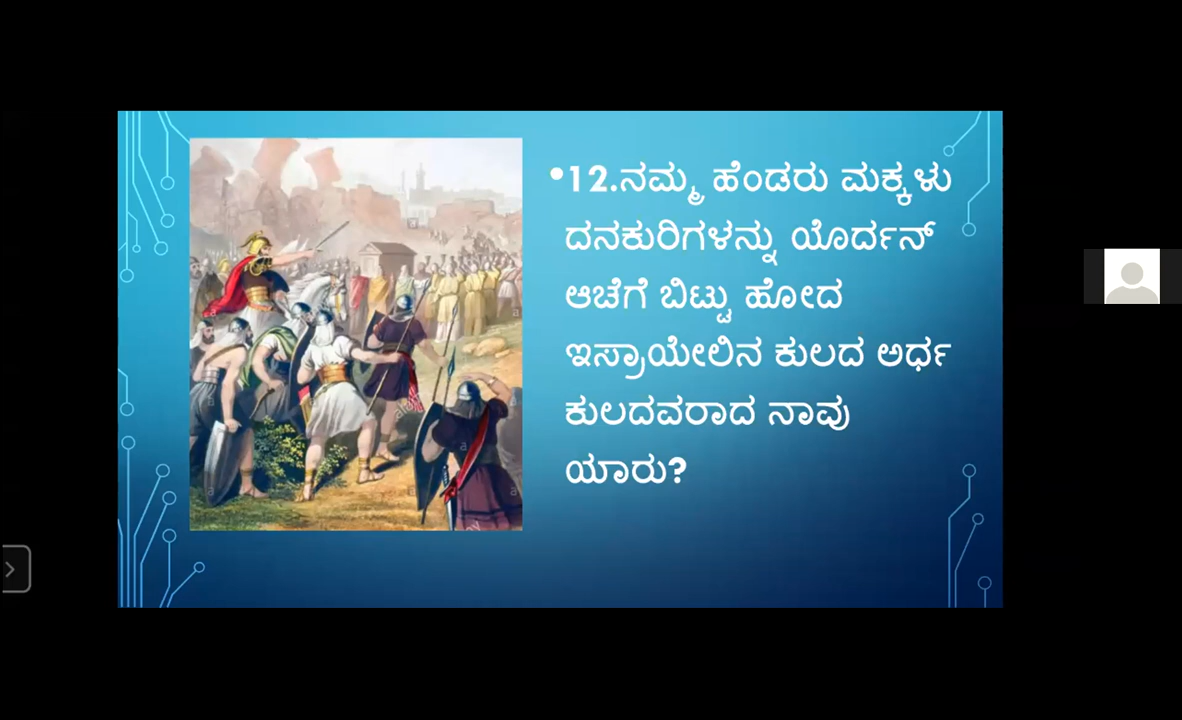 •12.ನಮ್ಮ ಹೆಂಡರು ಮಕ್ಕಳು
ದನಕುರಿಗಳನ್ನು ಯೊರ್ದನ್
ಆಚೆಗೆ ಬಿಟ್ಟು ಹೋದ
ಇಸ್ರಾಯೇಲಿನ ಕುಲದ ಅರ್ಧ
ಕುಲದವರಾದ ನಾವು
ಯಾರು?